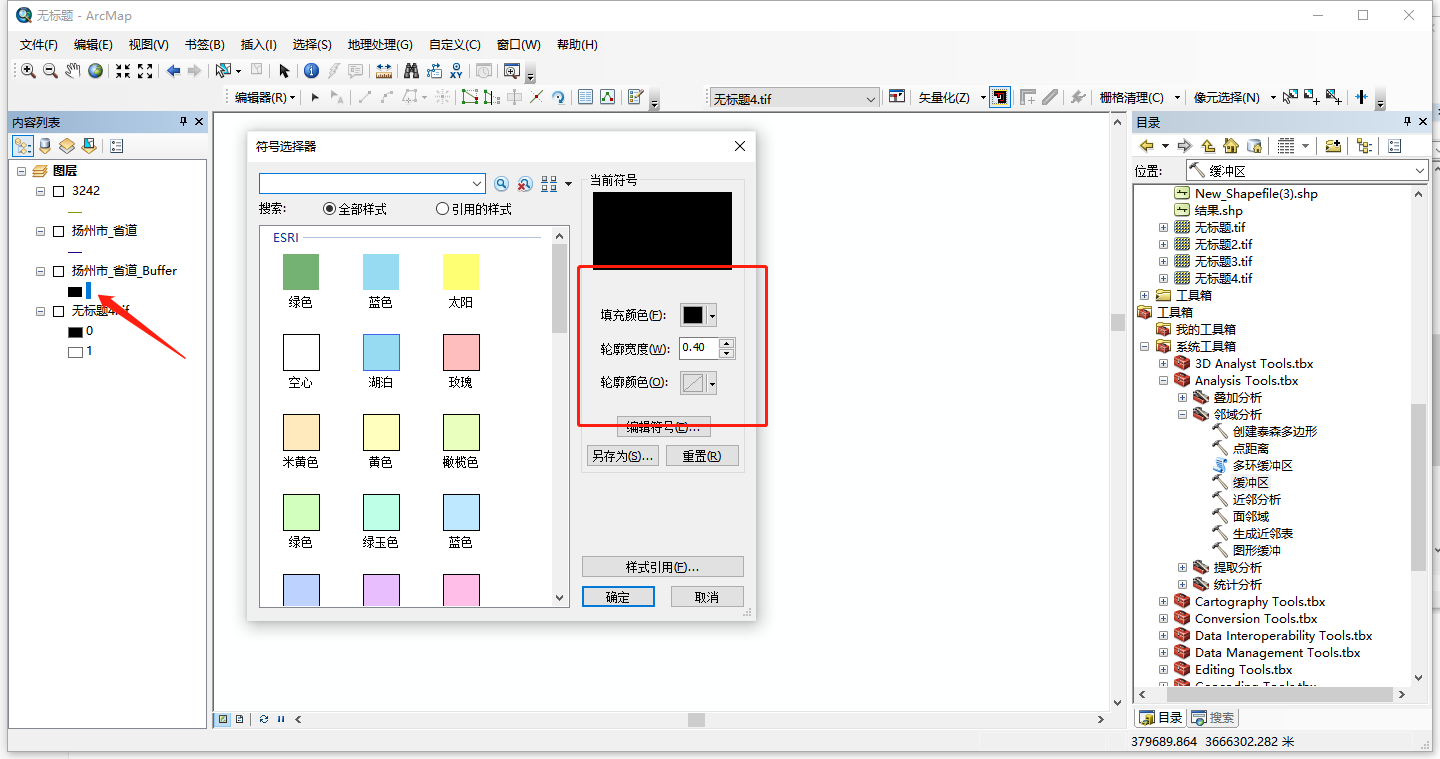 无标题 - ArcMap
文件(F) 编辑(E) 视图(V) 书签(B) 插入(I) 选择(S) 地理处理(G) 自定义(C) 窗口(W) 帮助(H)
编辑器(R) 无标题4.tif 矢量化(Z) 栅格清理(C) 像元选择(N)
内容列表
图层
3242
扬州市_省道
扬州市_省道_Buffer
无标题4.tif
0
1
符号选择器
搜索: 全部样式 引用的样式
ESRI
绿色 蓝色 太阳
空心 湖泊 玫瑰
米黄色 黄色 橄榄色
绿色 绿玉色 蓝色
当前符号
填充颜色(F):
轮廓宽度(W): 0.40
轮廓颜色(O):
编辑符号(E)...
另存为(S)... 重置(R)
样式引用(F)...
确定 取消
目录
位置: 缓冲区
New_Shapefile(3).shp
结果.shp
无标题.tif
无标题2.tif
无标题3.tif
无标题4.tif
工具箱
工具箱
我的工具箱
系统工具箱
3D Analyst Tools.tbx
Analysis Tools.tbx
叠加分析
邻域分析
创建泰森多边形
点距离
多环缓冲区
缓冲区
近邻分析
面邻域
生成近邻表
图形缓冲
提取分析
统计分析
Cartography Tools.tbx
Conversion Tools.tbx
Data Interoperability Tools.tbx
Data Management Tools.tbx
Editing Tools.tbx
目录 搜索
379689.864 3666302.282 米